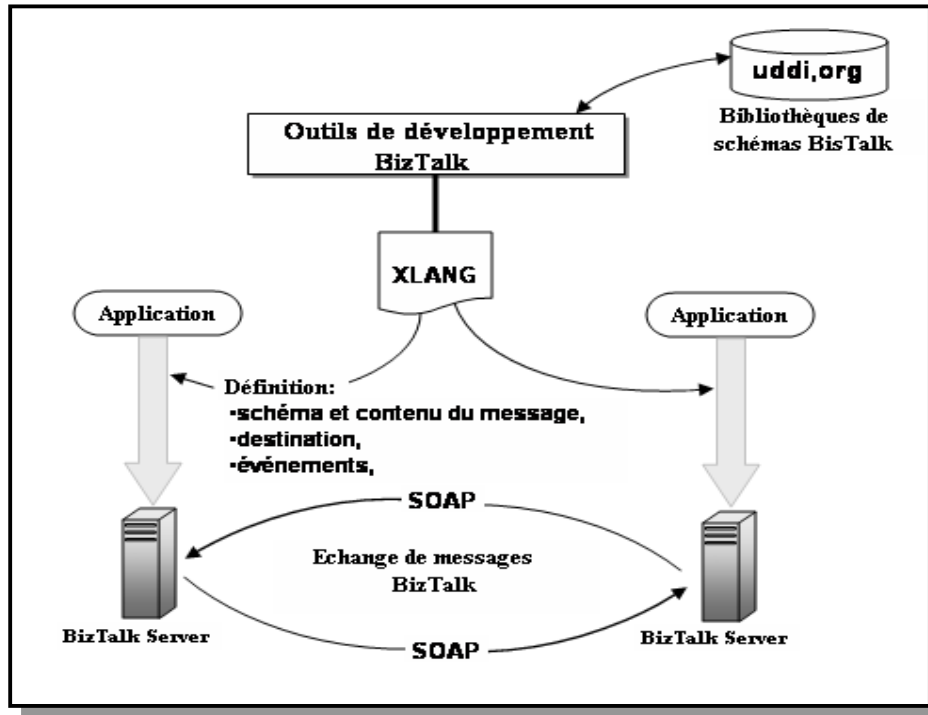 uddi,org
Bibliothèques de
schémas BisTalk
Outils de développement
BizTalk
XLANG
Application
Application
Définition:
•schéma et contenu du message,
•destination,
•événements,
SOAP
Echange de messages
BizTalk
SOAP
BizTalk Server
BizTalk Server